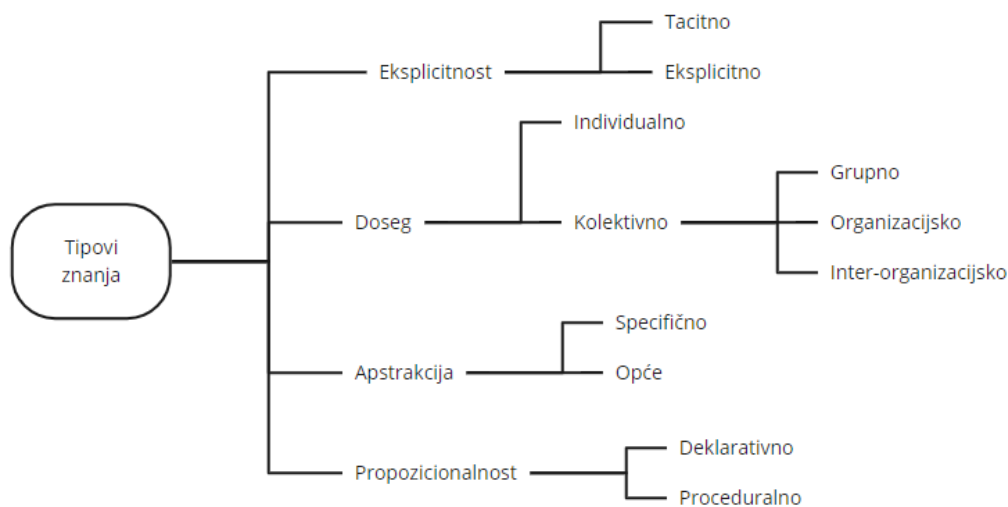 Tipovi
znanja
Eksplicitnost
Tacitno
Eksplicitno
Doseg
Individualno
Kolektivno
Grupno
Organizacijsko
Inter-organizacijsko
Apstrakcija
Specifično
Opće
Propozicionalnost
Deklarativno
Proceduralno